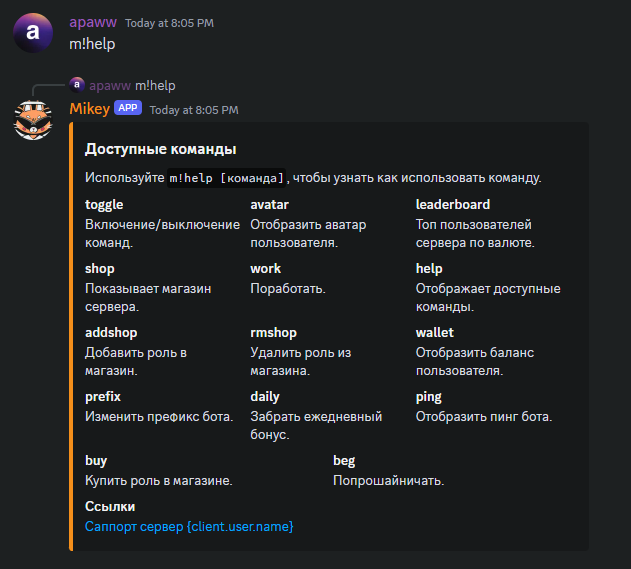 apaww Today at 8:05 PM
m!help
apaww m!help
Mikey APP Today at 8:05 PM
Доступные команды
Используйте m!help [команда], чтобы узнать как использовать команду.
toggle avatar leaderboard
Включение/выключение Отобразить аватар Топ пользователей
команд. пользователя. сервера по валюте.
shop work help
Показывает магазин Поработать. Отображает доступные
сервера. команды.
addshop rmshop wallet
Добавить роль в Удалить роль из Отобразить баланс
магазин. магазина. пользователя.
prefix daily ping
Изменить префикс бота. Забрать ежедневный Отобразить пинг бота.
бонус.
buy beg
Купить роль в магазине. Попрошайничать.
Ссылки
Саппорт сервер {client.user.name}